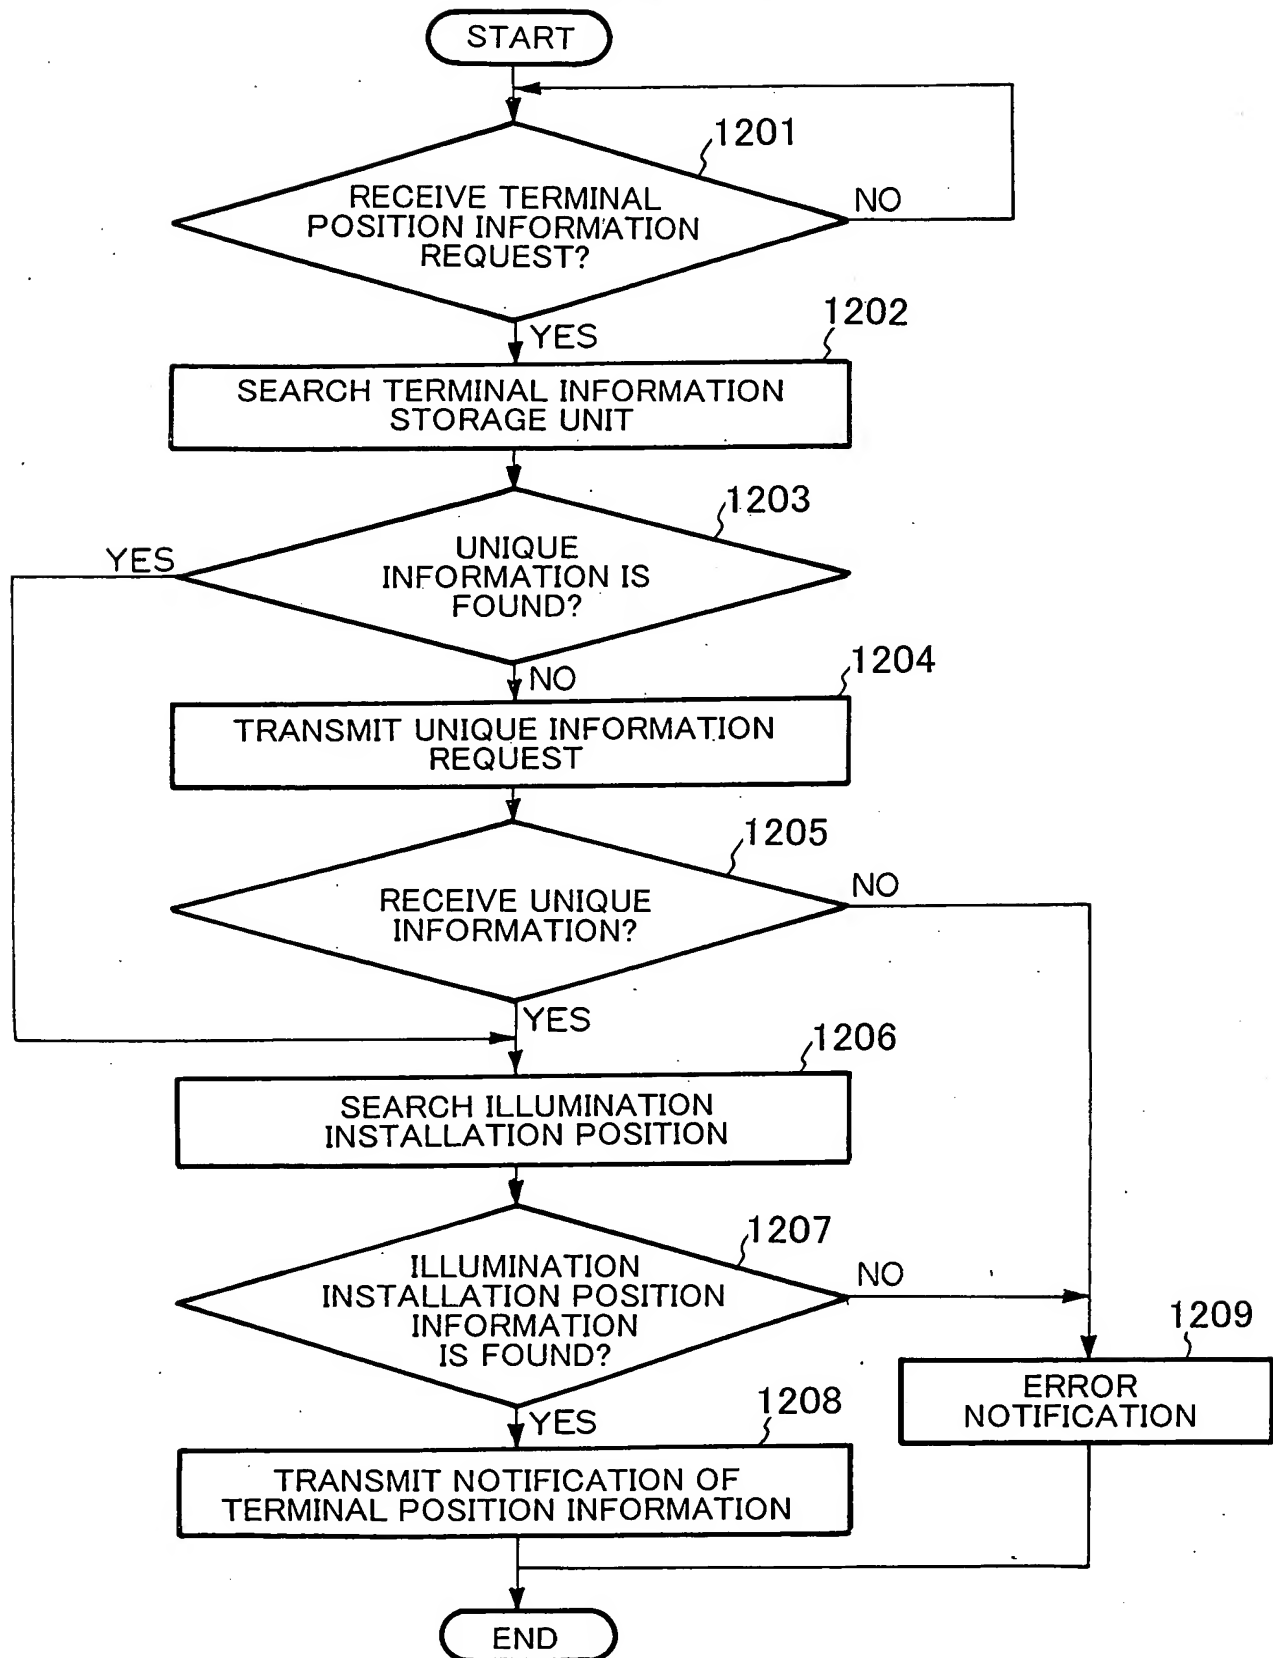 START
1201
RECEIVE TERMINAL
POSITION INFORMATION
REQUEST?
NO
YES
1202
SEARCH TERMINAL INFORMATION
STORAGE UNIT
1203
YES
UNIQUE
INFORMATION IS
FOUND?
NO
1204
TRANSMIT UNIQUE INFORMATION
REQUEST
1205
RECEIVE UNIQUE
INFORMATION?
NO
YES
1206
SEARCH ILLUMINATION
INSTALLATION POSITION
1207
ILLUMINATION
INSTALLATION POSITION
INFORMATION
IS FOUND?
NO
1209
ERROR
NOTIFICATION
YES
1208
TRANSMIT NOTIFICATION OF
TERMINAL POSITION INFORMATION
END